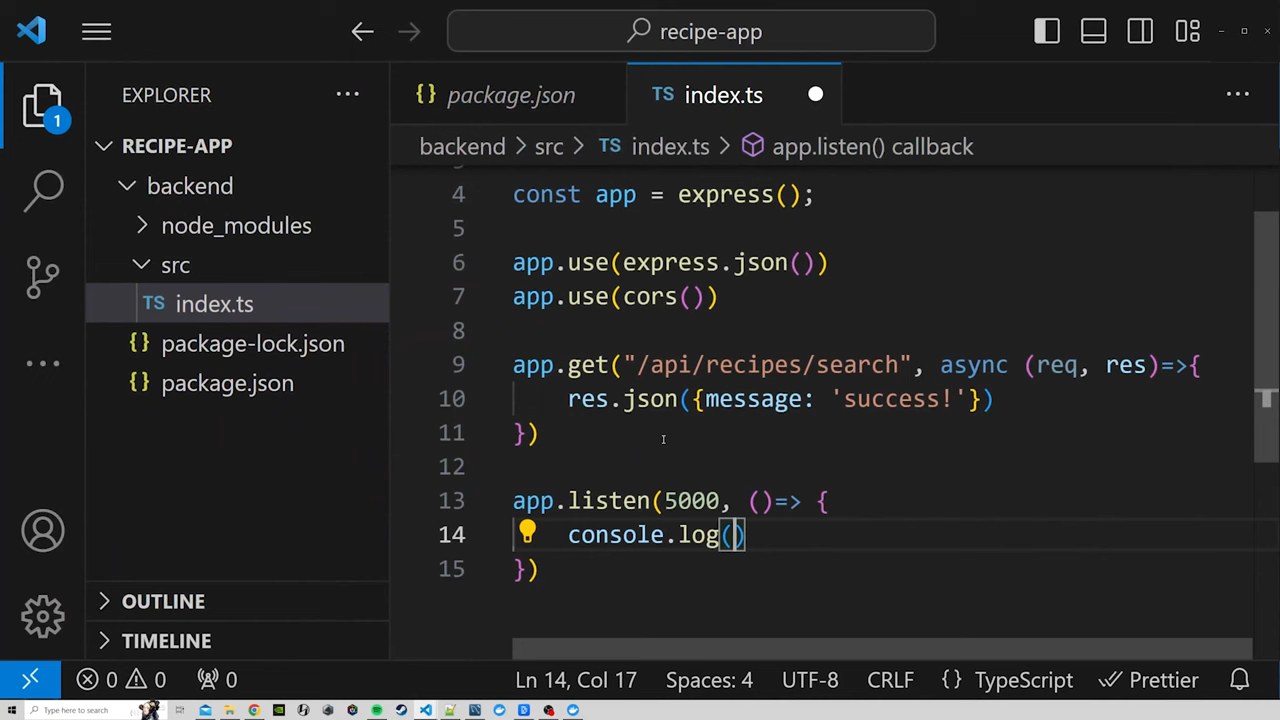 recipe-app
EXPLORER
{} package.json
TS index.ts
backend > src > TS index.ts > app.listen() callback
1
RECIPE-APP
backend
node_modules
src
TS index.ts
{} package-lock.json
{} package.json
OUTLINE
TIMELINE
4 const app = express();
5
6 app.use(express.json())
7 app.use(cors())
8
9 app.get("/api/recipes/search", async (req, res)=>{
10 res.json({message: 'success!'})
11 })
12
13 app.listen(5000, ()=> {
14 console.log()
15 })
0 0 0 Ln 14, Col 17 Spaces: 4 UTF-8 CRLF {} TypeScript Prettier
Type here to search